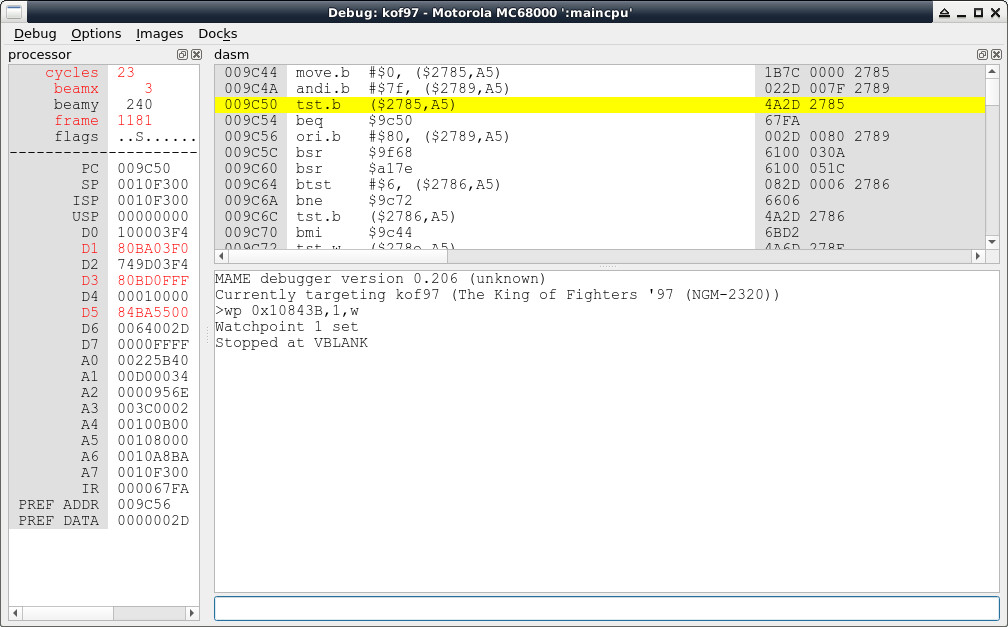 Debug: kof97 - Motorola MC68000 ':maincpu'
Debug Options Images Docks
processor
cycles 23
beamx 3
beamy 240
frame 1181
flags ..S......
PC 009C50
SP 0010F300
ISP 0010F300
USP 00000000
D0 100003F4
D1 80BA03F0
D2 749D03F4
D3 80BD0FFF
D4 00010000
D5 84BA5500
D6 0064002D
D7 0000FFFF
A0 00225B40
A1 00D00034
A2 0000956E
A3 003C0002
A4 00100B00
A5 00108000
A6 0010A8BA
A7 0010F300
IR 000067FA
PREF ADDR 009C56
PREF DATA 0000002D
dasm
009C44 move.b #$0, ($2785,A5) 1B7C 0000 2785
009C4A andi.b #$7f, ($2789,A5) 022D 007F 2789
009C50 tst.b ($2785,A5) 4A2D 2785
009C54 beq $9c50 67FA
009C56 ori.b #$80, ($2789,A5) 002D 0080 2789
009C5C bsr $9f68 6100 030A
009C60 bsr $a17e 6100 051C
009C64 btst #$6, ($2786,A5) 082D 0006 2786
009C6A bne $9c72 6606
009C6C tst.b ($2786,A5) 4A2D 2786
009C70 bmi $9c44 6BD2
009C72 tst.w ($278e,A5) 4A6D 278E
MAME debugger version 0.206 (unknown)
Currently targeting kof97 (The King of Fighters '97 (NGM-2320))
>wp 0x10843B,1,w
Watchpoint 1 set
Stopped at VBLANK